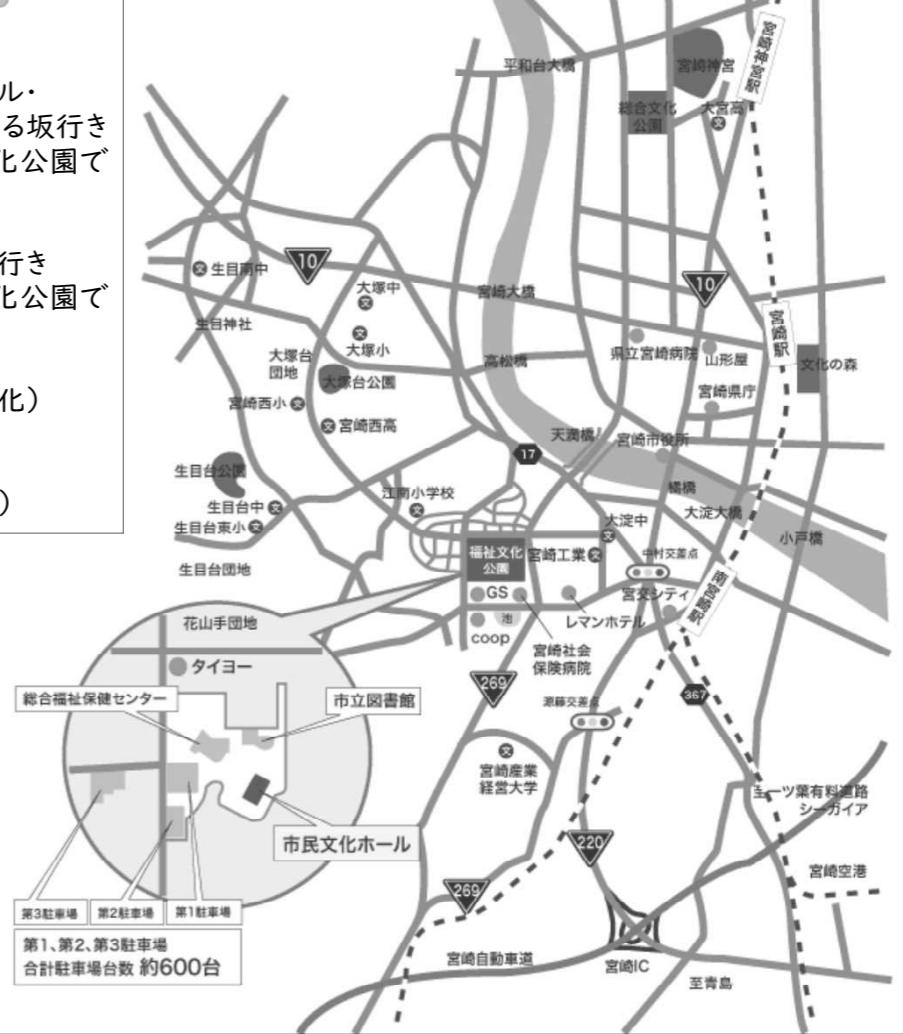 ル・
る坂行き
化公園で
行き
化公園で
化）
）
宮崎神宮駅
平和台大橋
宮崎神宮
総合文化
公園
大宮高
文
文
生目南中
10
大塚中
文
宮崎大橋
10
生目神社
文
大塚小
大塚台
団地
高松橋
県立宮崎病院
山形屋
宮崎駅
文化の森
大塚台公園
宮崎西小
文
宮崎県庁
文
宮崎西高
天満橋
宮崎市役所
17
生目台公園
橘橋
江南小学校
文
大淀大橋
生目台中
文
生目台東小
文
大淀中
文
小戸橋
生目台団地
福祉文化
公園
宮崎工業
文
中村交差点
南宮崎駅
GS
池
宮交シティ
レマンホテル
coop
宮崎社会
保険病院
花山手団地
タイヨー
269
367
総合福祉保健センター
市立図書館
源藤交差点
文
宮崎産業
経営大学
市民文化ホール
220
至一ツ葉有料道路
シーガイア
宮崎空港
269
第3駐車場
第2駐車場
第1駐車場
第1、第2、第3駐車場
合計駐車場台数 約600台
宮崎自動車道
宮崎IC
至青島